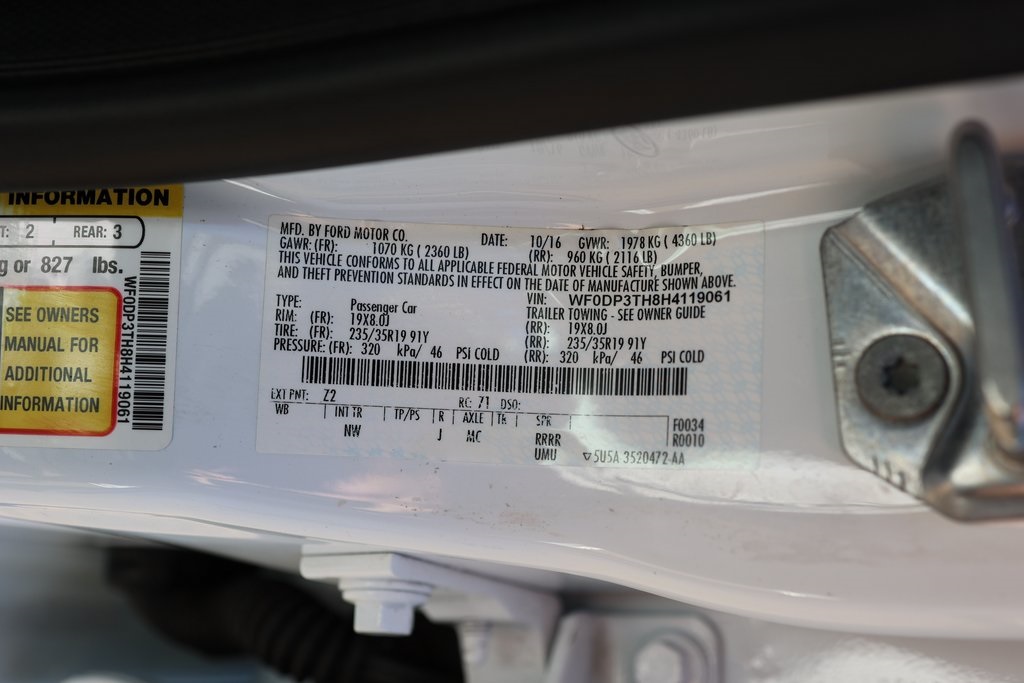 INFORMATION
T: 2 REAR: 3
g or 827 lbs.
SEE OWNERS
MANUAL FOR
ADDITIONAL
INFORMATION
WF0DP3TH8H4119061
MFD. BY FORD MOTOR CO. DATE: 10/16 GVWR: 1978 KG ( 4360 LB)
GAWR: (FR): 1070 KG ( 2360 LB) (RR): 960 KG ( 2116 LB)
THIS VEHICLE CONFORMS TO ALL APPLICABLE FEDERAL MOTOR VEHICLE SAFETY, BUMPER,
AND THEFT PREVENTION STANDARDS IN EFFECT ON THE DATE OF MANUFACTURE SHOWN ABOVE.
VIN: WF0DP3TH8H4119061
TYPE: Passenger Car TRAILER TOWING - SEE OWNER GUIDE
RIM: (FR): 19X8.0J (RR): 19X8.0J
TIRE: (FR): 235/35R19 91Y (RR): 235/35R19 91Y
PRESSURE: (FR): 320 kPa/ 46 PSI COLD (RR): 320 kPa/ 46 PSI COLD
EXT PNT: Z2 RC: 71 DSO:
WB INT TR TP/PS R AXLE TR SPR F0034
NW J MC RRRR R0010
UMU 5U5A 3520472 AA